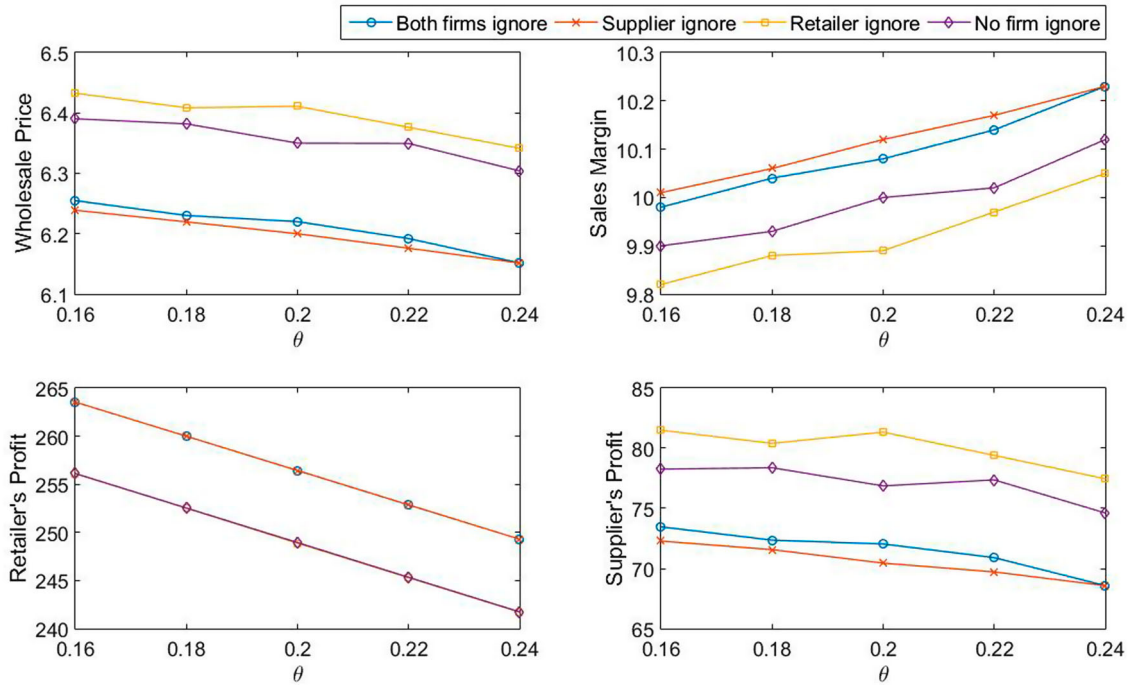 Both firms ignore Supplier ignore Retailer ignore No firm ignore
Wholesale Price
6.5
6.4
6.3
6.2
6.1
0.16 0.18 0.2 0.22 0.24
θ
Sales Margin
10.3
10.2
10.1
10
9.9
9.8
0.16 0.18 0.2 0.22 0.24
θ
Retailer's Profit
265
260
255
250
245
240
0.16 0.18 0.2 0.22 0.24
θ
Supplier's Profit
85
80
75
70
65
0.16 0.18 0.2 0.22 0.24
θ